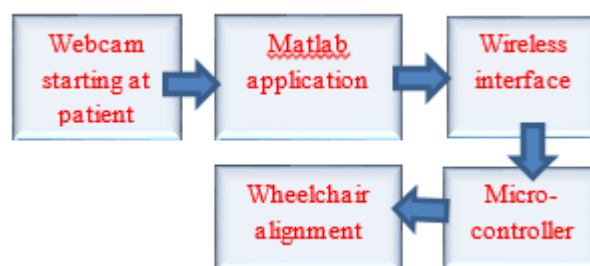 Webcam
starting at
patient
Matlab
application
Wireless
interface
Micro-
controller
Wheelchair
alignment